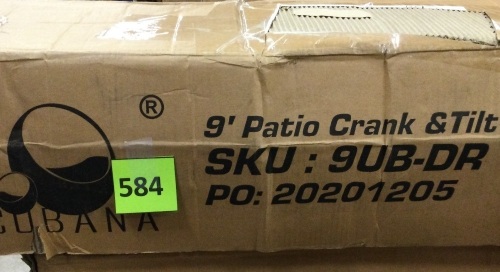 ®
9' Patio Crank & Tilt
SKU : 9UB-DR
PO: 20201205
584
CUBANA